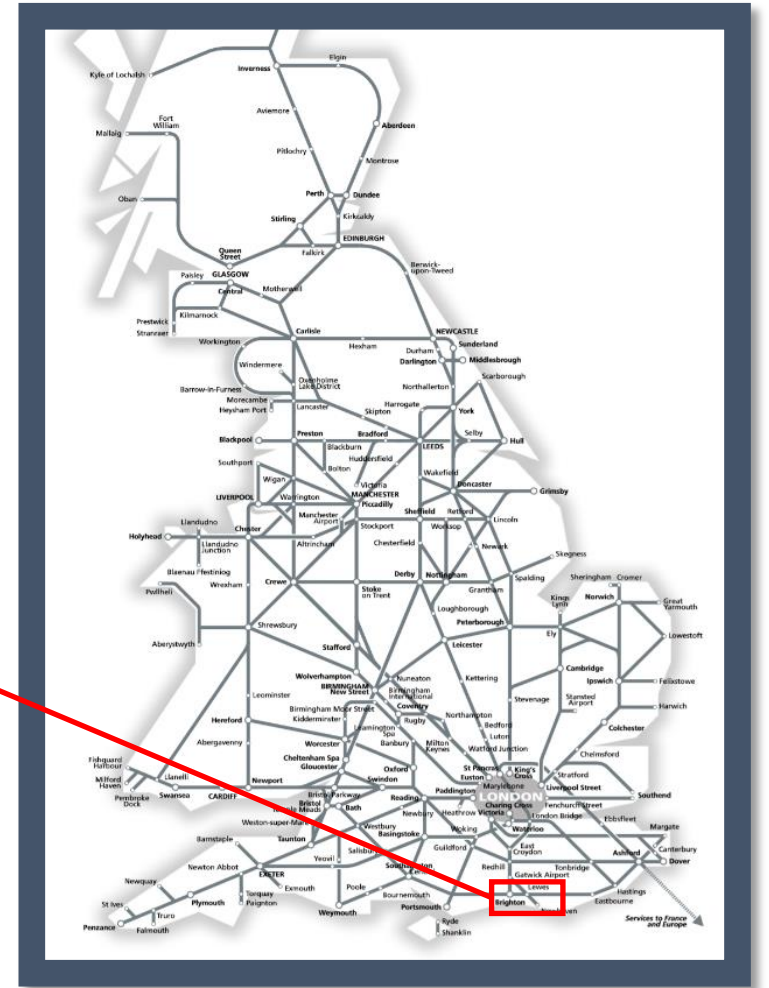 Elgin
Inverness
Kyle of Lochalsh
Aviemore
Fort
William
Aberdeen
Mallaig
Pitlochry
Montrose
Perth
Dundee
Oban
Stirling
Kirkcaldy
EDINBURGH
Queen
Street
Falkirk
Berwick-
upon-Tweed
Paisley
GLASGOW
Central
Motherwell
Prestwick
Kilmarnock
Stranraer
Carlisle
NEWCASTLE
Workington
Hexham
Sunderland
Durham
Darlington
Middlesbrough
Windermere
Scarborough
Oxenholme
Lake District
Barrow-in-Furness
Northallerton
Morecambe
Lancaster
Harrogate
York
Heysham Port
Skipton
Blackpool
Preston
Bradford
Selby
Hull
Blackburn
LEEDS
Huddersfield
Southport
Bolton
Wakefield
Wigan
Victoria
Doncaster
MANCHESTER
LIVERPOOL
Warrington
Piccadilly
Grimsby
Manchester
Airport
Sheffield
Retford
Llandudno
Stockport
Worksop
Lincoln
Holyhead
Chester
Llandudno
Junction
Altrincham
Chesterfield
Newark
Skegness
Blaenau Ffestiniog
Derby
Nottingham
Pwllheli
Wrexham
Crewe
Stoke
on Trent
Grantham
Spalding
Sheringham
Cromer
Loughborough
Kings
Lynn
Norwich
Great
Yarmouth
Peterborough
Shrewsbury
Ely
Lowestoft
Aberystwyth
Stafford
Leicester
Wolverhampton
Cambridge
BIRMINGHAM
New Street
Nuneaton
Kettering
Ipswich
Felixstowe
Birmingham
International
Leominster
Stevenage
Stansted
Airport
Birmingham Moor Street
Coventry
Harwich
Hereford
Kidderminster
Rugby
Northampton
Leamington
Spa
Bedford
Colchester
Abergavenny
Worcester
Banbury
Milton
Keynes
Luton
Watford Junction
Chelmsford
Cheltenham Spa
Fishguard
Harbour
Gloucester
Oxford
St Pancras
King's
Cross
Euston
Stratford
Milford
Haven
Llanelli
Newport
Swindon
Paddington
Marylebone
Liverpool Street
Pembroke
Dock
Swansea
CARDIFF
Bristol Parkway
Reading
LONDON
Southend
Bristol
Temple Meads
Bath
Charing Cross
Fenchurch Street
Newbury
Heathrow
Victoria
London Bridge
Weston-super-Mare
Westbury
Woking
Waterloo
Ebbsfleet
Barnstaple
Taunton
Basingstoke
Margate
Salisbury
Guildford
East
Croydon
Canterbury
Newton Abbot
Yeovil
Southampton
Redhill
Tonbridge
Ashford
Dover
EXETER
Gatwick Airport
Newquay
Exmouth
Poole
Lewes
Hastings
Torquay
Paignton
Bournemouth
Brighton
Eastbourne
St Ives
Plymouth
Weymouth
Portsmouth
Truro
Penzance
Falmouth
Ryde
Shanklin
Services to France
and Europe